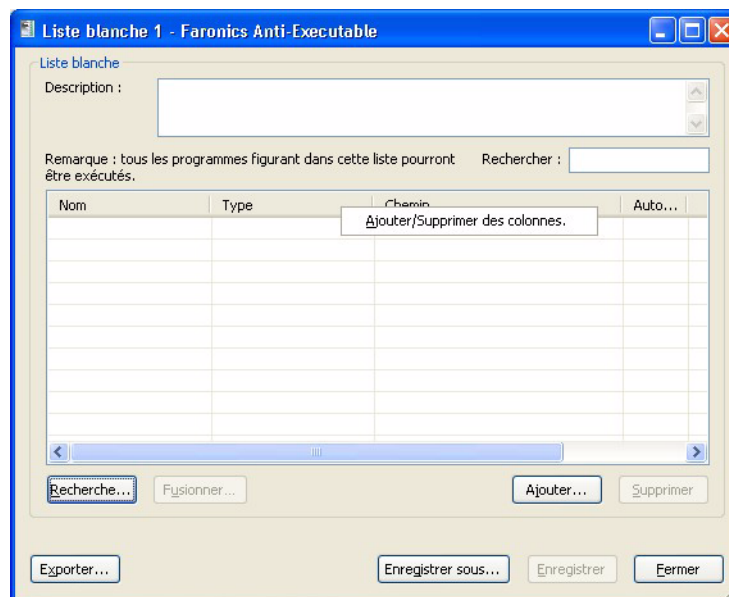 Liste blanche 1 - Faronics Anti-Executable
Liste blanche
Description :
Remarque : tous les programmes figurant dans cette liste pourront
être exécutés.
Rechercher :
Nom Type Chemin Auto...
Ajouter/Supprimer des colonnes.
Recherche... Fusionner... Ajouter... Supprimer
Exporter... Enregistrer sous... Enregistrer Fermer